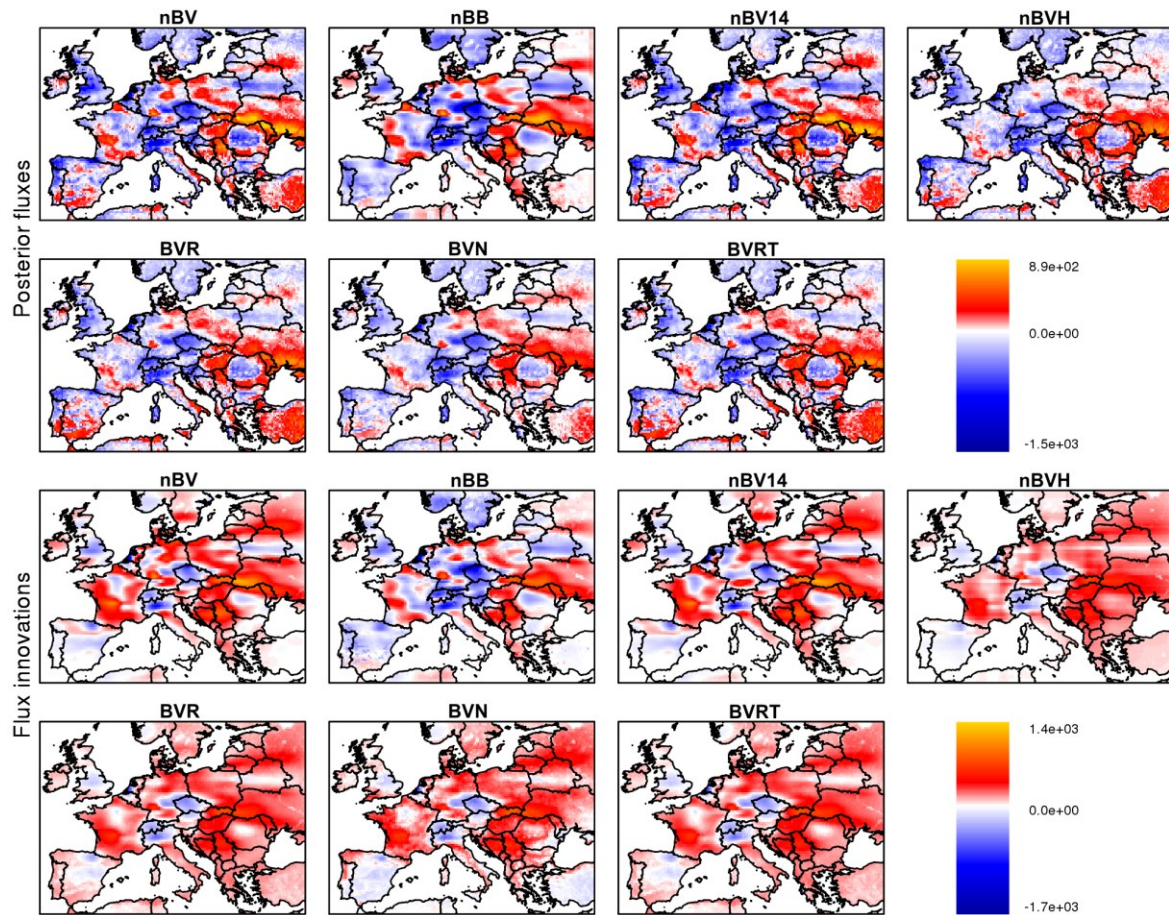 nBV nBB nBV14 nBVH
Posterior fluxes
BVR BVN BVRT
8.9e+02
0.0e+00
-1.5e+03
nBV nBB nBV14 nBVH
Flux innovations
BVR BVN BVRT
1.4e+03
0.0e+00
-1.7e+03